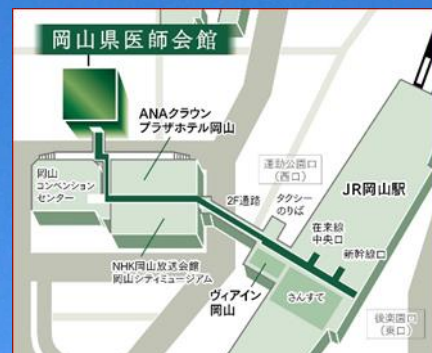 岡山県医師会館
ANAクラウン
プラザホテル岡山
岡山
コンベンション
センター
運動公園口
（西口）
JR岡山駅
2F通路
タクシー
のりば
在来線
中央口
新幹線口
NHK岡山放送会館
岡山シティミュージアム
ヴィアイン
岡山
さんすて
後楽園口
（東口）